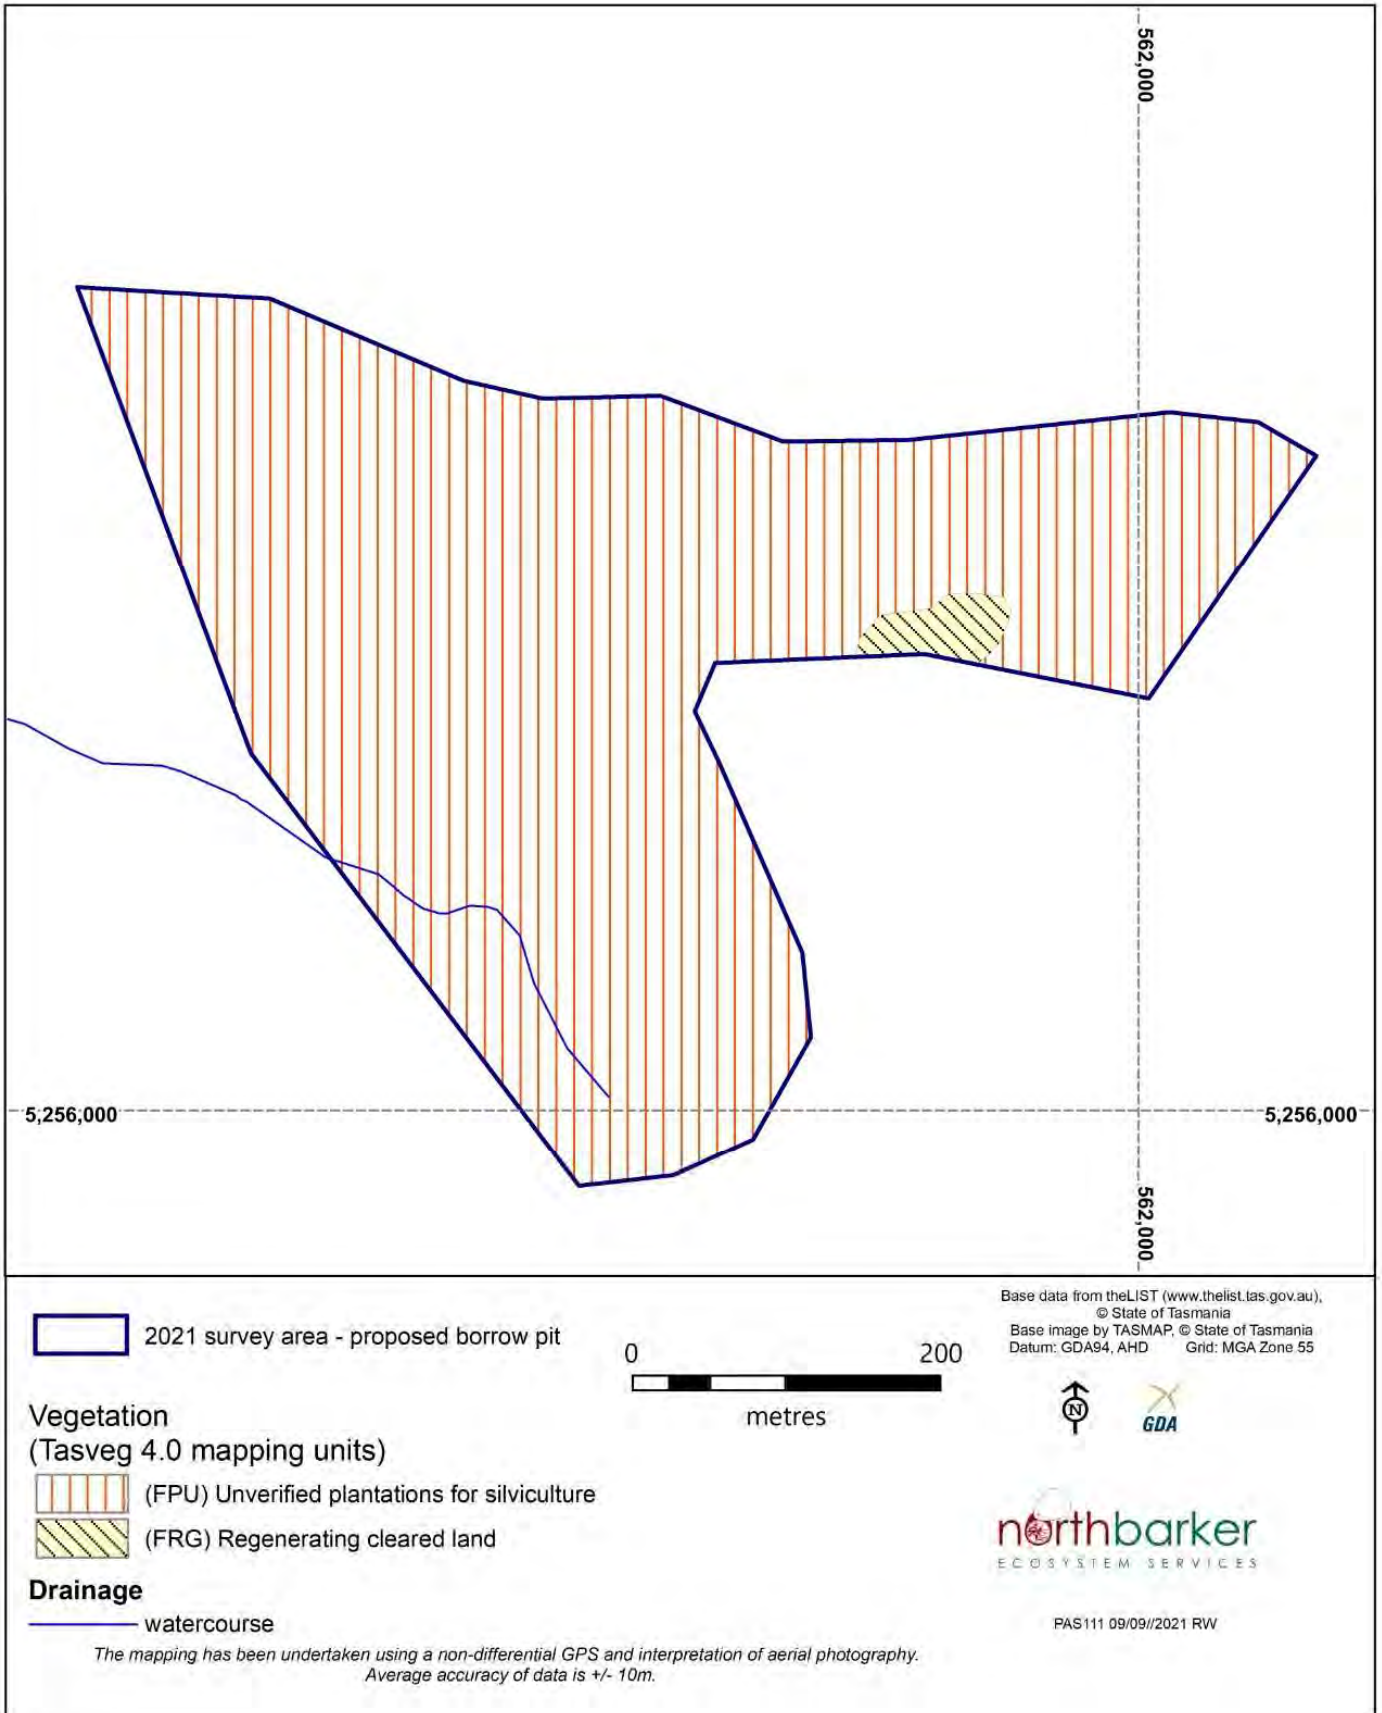 562,000
5,256,000
5,256,000
562,000
2021 survey area - proposed borrow pit
Vegetation
(Tasveg 4.0 mapping units)
(FPU) Unverified plantations for silviculture
(FRG) Regenerating cleared land
Drainage
watercourse
0 200
metres
Base data from theLIST (www.thelist.tas.gov.au),
© State of Tasmania
Base image by TASMAP, © State of Tasmania
Datum: GDA94, AHD Grid: MGA Zone 55
N
GDA
northbarker
ECOSYSTEM SERVICES
PAS111 09/09//2021 RW
The mapping has been undertaken using a non-differential GPS and interpretation of aerial photography.
Average accuracy of data is +/- 10m.